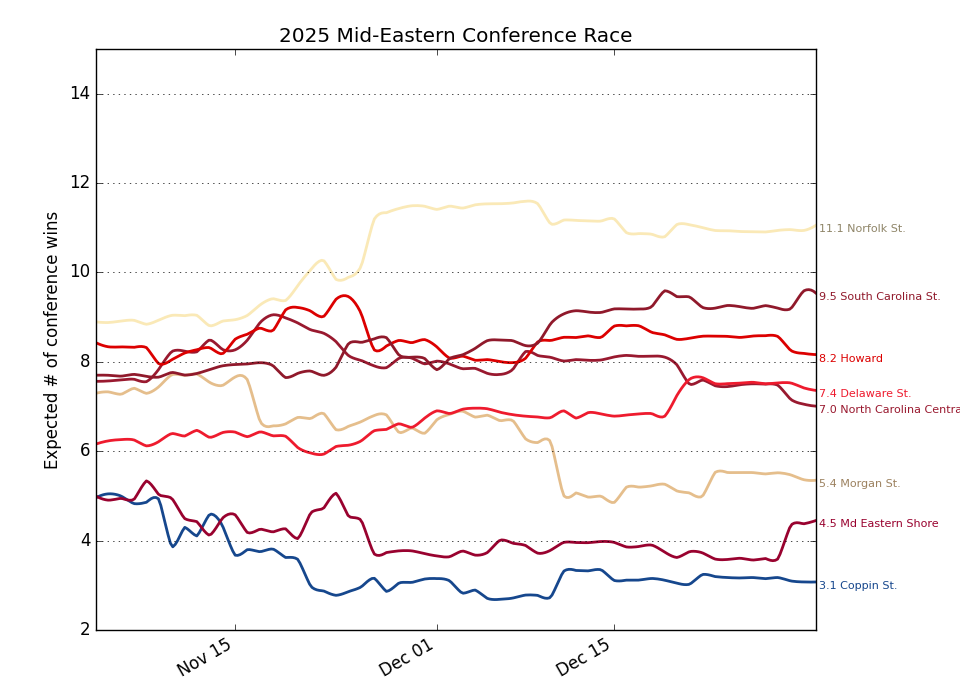 2025 Mid-Eastern Conference Race
Expected # of conference wins
14
12
10
8
6
4
2
Nov 15
Dec 01
Dec 15
11.1 Norfolk St.
9.5 South Carolina St.
8.2 Howard
7.4 Delaware St.
7.0 North Carolina Centra
5.4 Morgan St.
4.5 Md Eastern Shore
3.1 Coppin St.